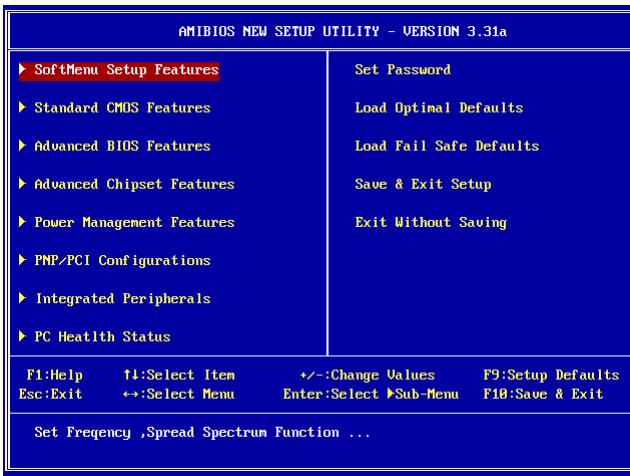 AMIBIOS NEW SETUP UTILITY - VERSION 3.31a
▶ SoftMenu Setup Features
▶ Standard CMOS Features
▶ Advanced BIOS Features
▶ Advanced Chipset Features
▶ Power Management Features
▶ PNP/PCI Configurations
▶ Integrated Peripherals
▶ PC Heatlth Status
Set Password
Load Optimal Defaults
Load Fail Safe Defaults
Save & Exit Setup
Exit Without Saving
F1:Help ↑↓:Select Item +/-:Change Values F9:Setup Defaults
Esc:Exit ↔:Select Menu Enter:Select ▶Sub-Menu F10:Save & Exit
Set Freqency ,Spread Spectrum Function ...